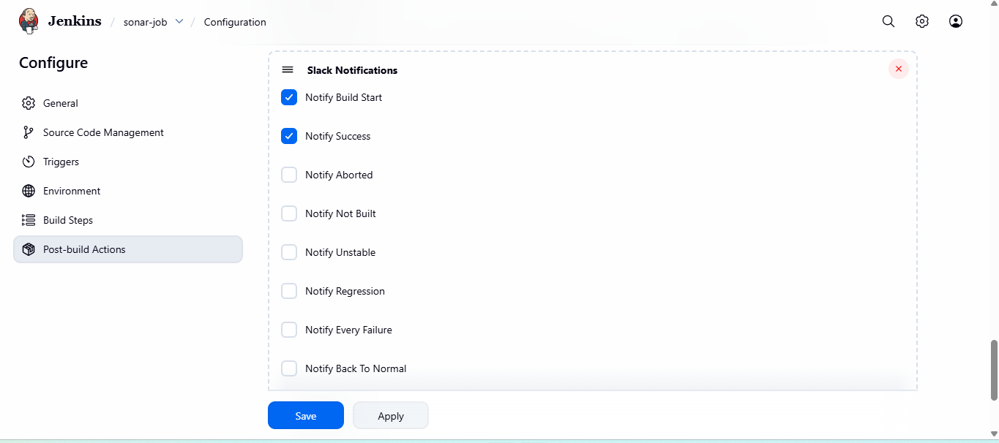 Jenkins / sonar-job / Configuration
Configure
General
Source Code Management
Triggers
Environment
Build Steps
Post-build Actions
Slack Notifications
Notify Build Start
Notify Success
Notify Aborted
Notify Not Built
Notify Unstable
Notify Regression
Notify Every Failure
Notify Back To Normal
Save
Apply